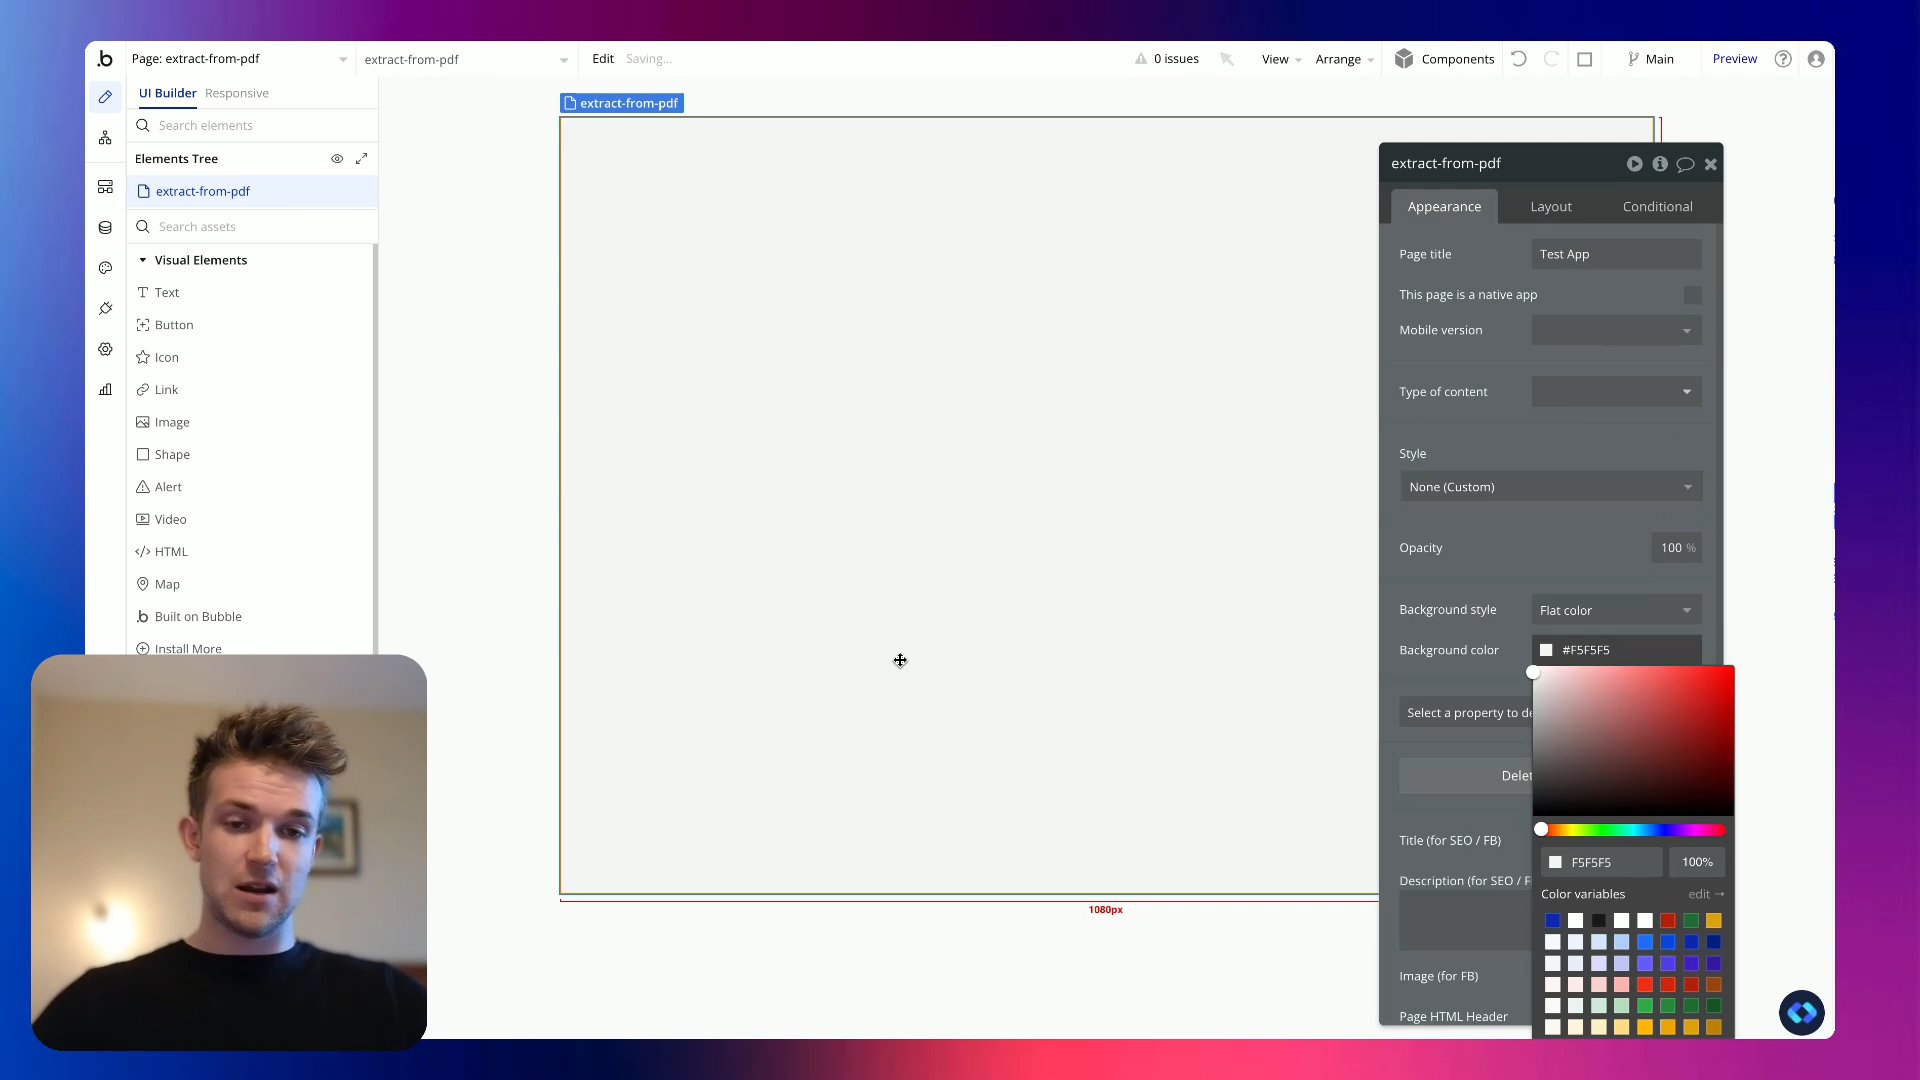 Page: extract-from-pdf
extract-from-pdf
Edit
Saving...
0 issues
View
Arrange
Components
Main
Preview
UI Builder
Responsive
Search elements
Elements Tree
extract-from-pdf
Search assets
Visual Elements
Text
Button
Icon
Link
Image
Shape
Alert
Video
HTML
Map
Built on Bubble
Install More
extract-from-pdf
1080px
extract-from-pdf
Appearance
Layout
Conditional
Page title
Test App
This page is a native app
Mobile version
Type of content
Style
None (Custom)
Opacity
100 %
Background style
Flat color
Background color
#F5F5F5
Select a property to de
Delet
Title (for SEO / FB)
Description (for SEO / F
Image (for FB)
Page HTML Header
F5F5F5
100%
Color variables
edit →